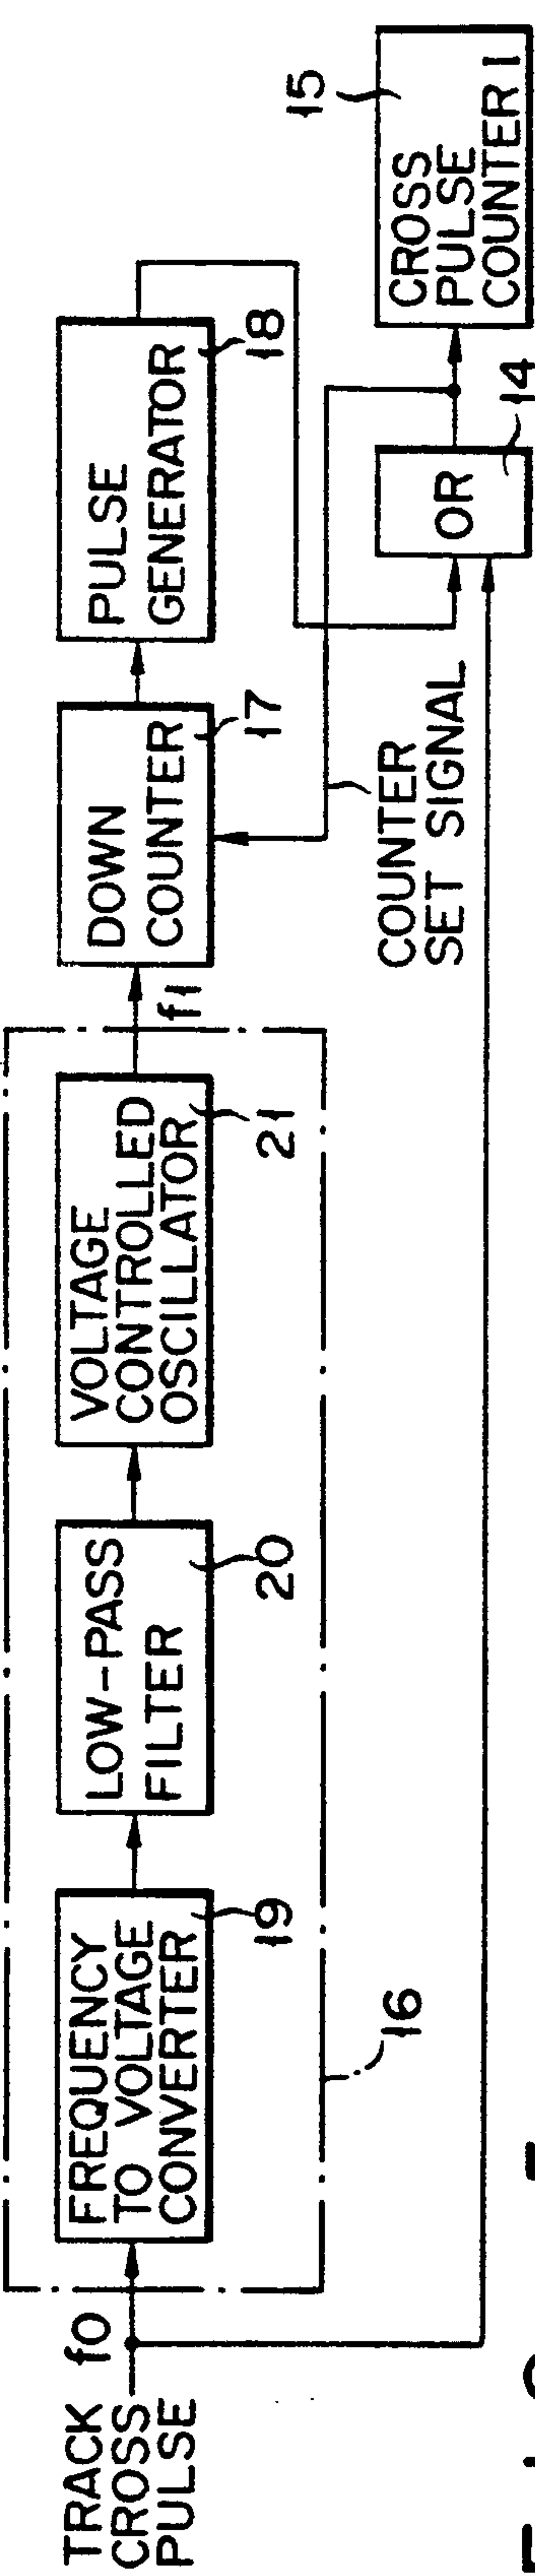 TRACK
CROSS
PULSE
f0
FREQUENCY
TO VOLTAGE
CONVERTER
19
LOW-PASS
FILTER
20
VOLTAGE
CONTROLLED
OSCILLATOR
21
16
f1
DOWN
COUNTER
17
PULSE
GENERATOR
18
COUNTER
SET SIGNAL
OR
14
CROSS
PULSE
COUNTER I
15